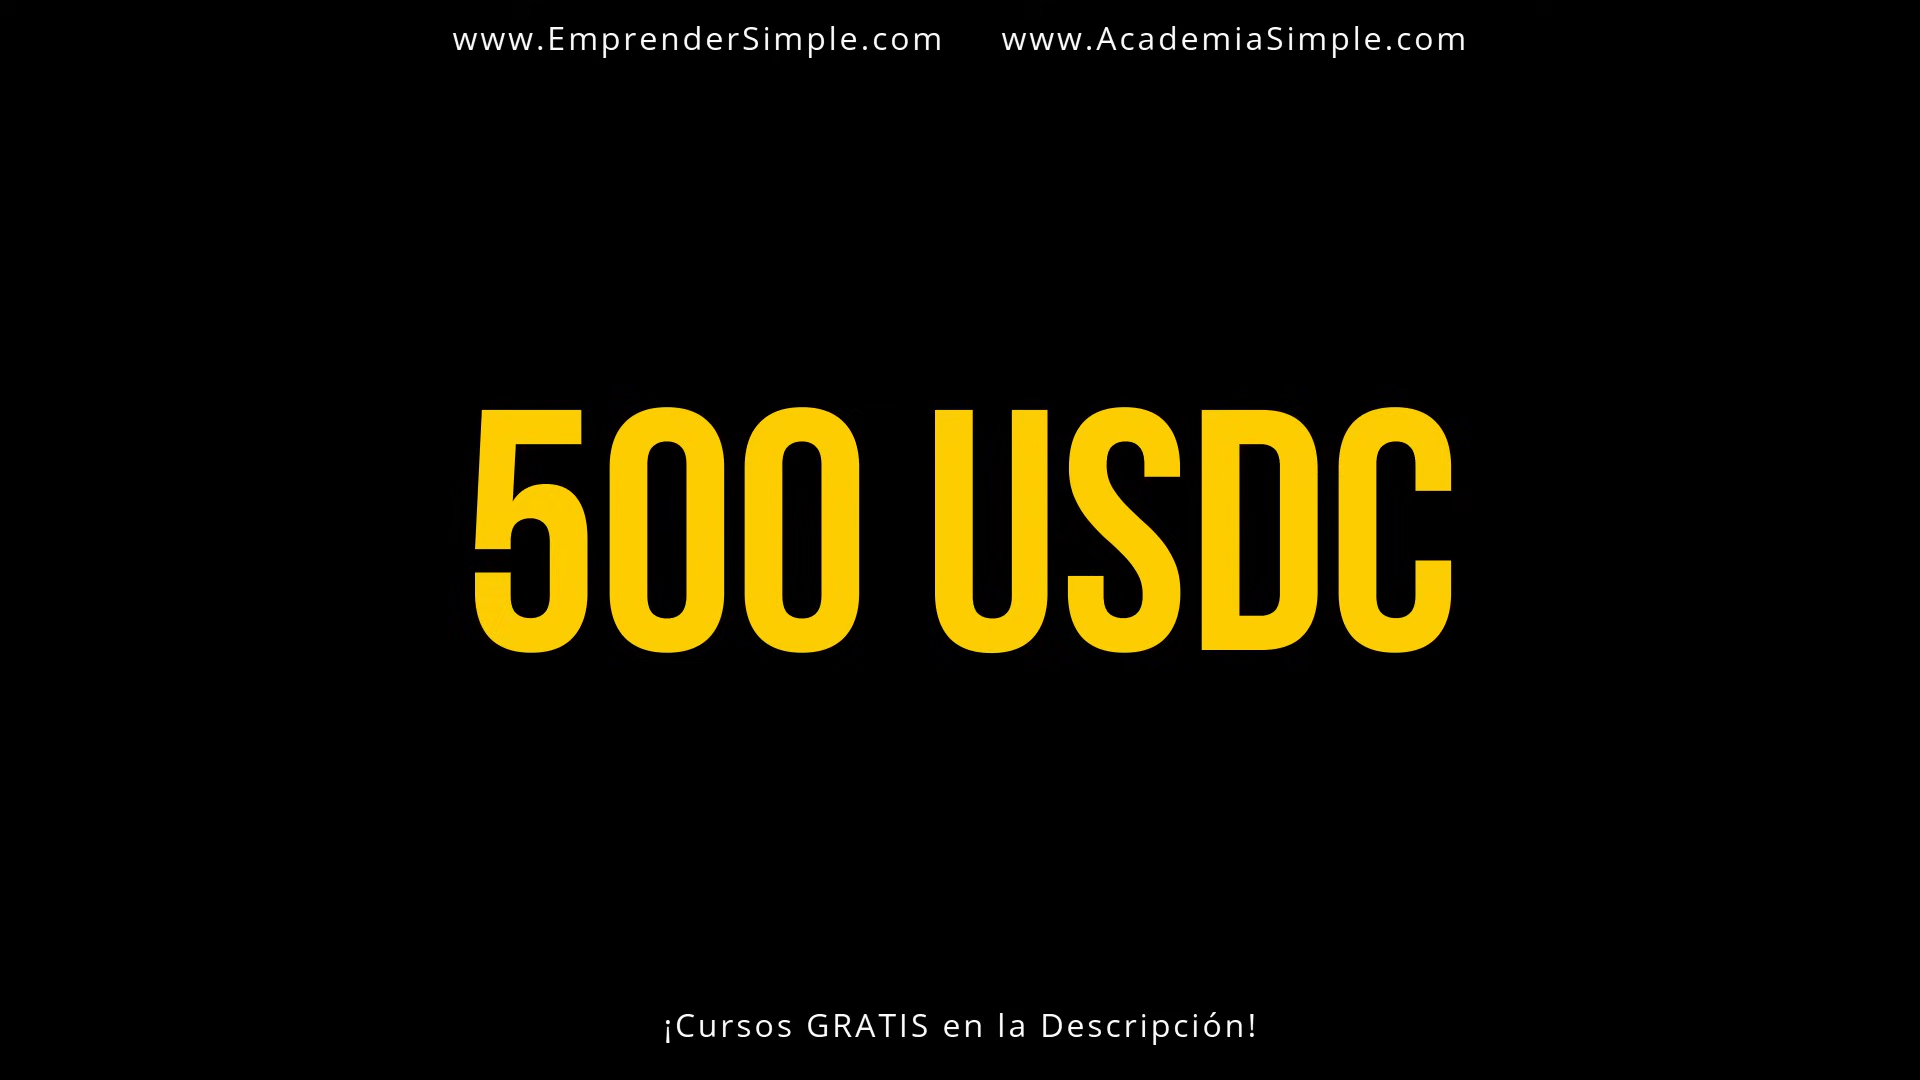 www.EmprenderSimple.com www.AcademiaSimple.com
500 USDC
¡Cursos GRATIS en la Descripción!